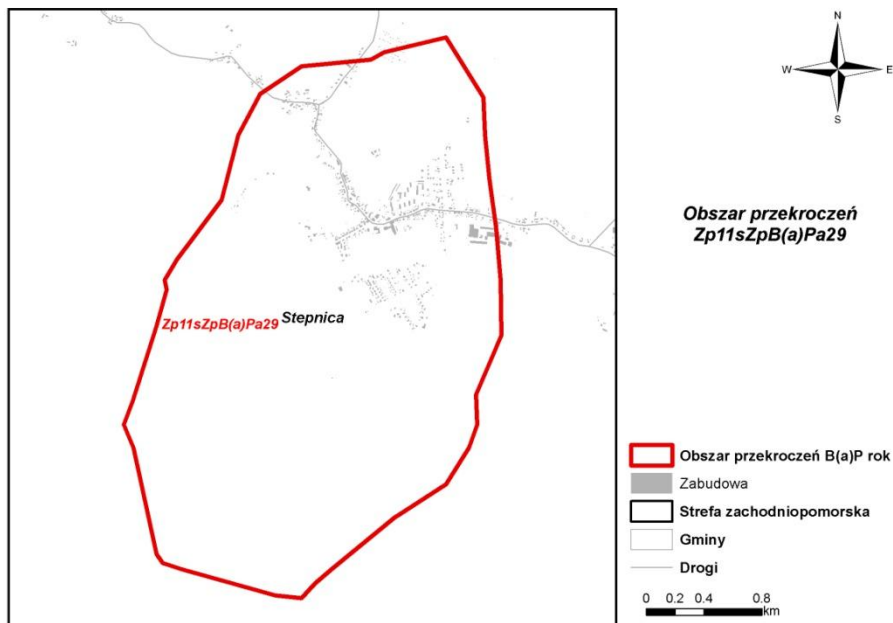 N
W E
S
Obszar przekroczeń
Zp11sZpB(a)Pa29
Zp11sZpB(a)Pa29 Stepnica
Obszar przekroczeń B(a)P rok
Zabudowa
Strefa zachodniopomorska
Gminy
Drogi
0 0.2 0.4 0.8
km